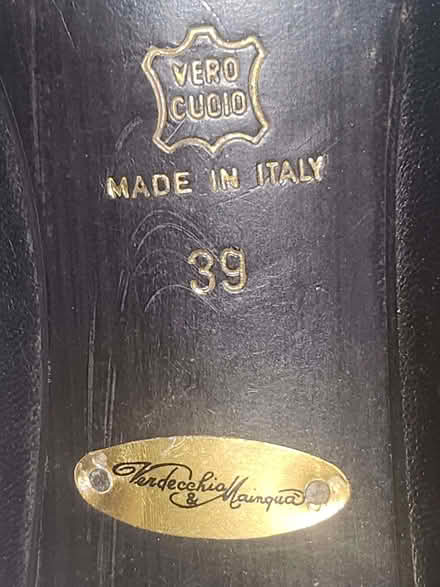 VERO
CUOIO
MADE IN ITALY
39
Verdecchia
& Mainqua